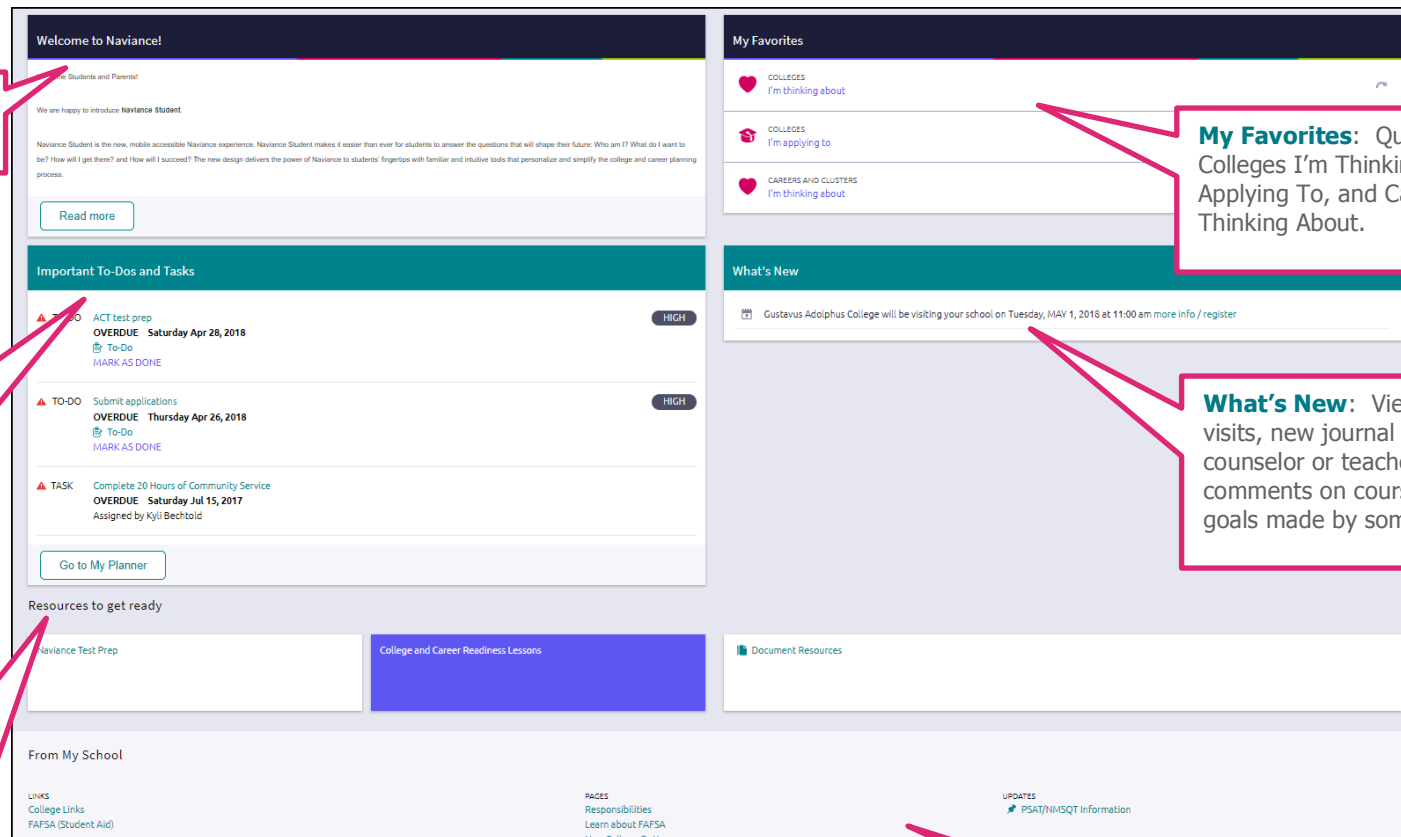 Welcome to Naviance!
Students and Parents!
We are happy to introduce Naviance Student.
Naviance Student is the new, mobile accessible Naviance experience. Naviance Student makes it easier than ever for students to answer the questions that will shape their future: Who am I? What do I want to
be? How will I get there? and How will I succeed? The new design delivers the power of Naviance to students' fingertips with familiar and intuitive tools that personalize and simplify the college and career planning
process.
Read more
My Favorites
COLLEGES
I'm thinking about
COLLEGES
I'm applying to
CAREERS AND CLUSTERS
I'm thinking about
My Favorites: Qu
Colleges I'm Thinkin
Applying To, and Ca
Thinking About.
Important To-Dos and Tasks
ACT test prep HIGH
OVERDUE Saturday Apr 28, 2018
To-Do
MARK AS DONE
TO-DO Submit applications HIGH
OVERDUE Thursday Apr 26, 2018
To-Do
MARK AS DONE
TASK Complete 20 Hours of Community Service
OVERDUE Saturday Jul 15, 2017
Assigned by Kyli Bechtold
Go to My Planner
What's New
Gustavus Adolphus College will be visiting your school on Tuesday, MAY 1, 2018 at 11:00 am more info / register
What's New: Vie
visits, new journal
counselor or teache
comments on cours
goals made by som
Resources to get ready
Naviance Test Prep
College and Career Readiness Lessons
Document Resources
From My School
LINKS
College Links
FAFSA (Student Aid)
PAGES
Responsibilities
Learn about FAFSA
UPDATES
PSAT/NMSQT Information